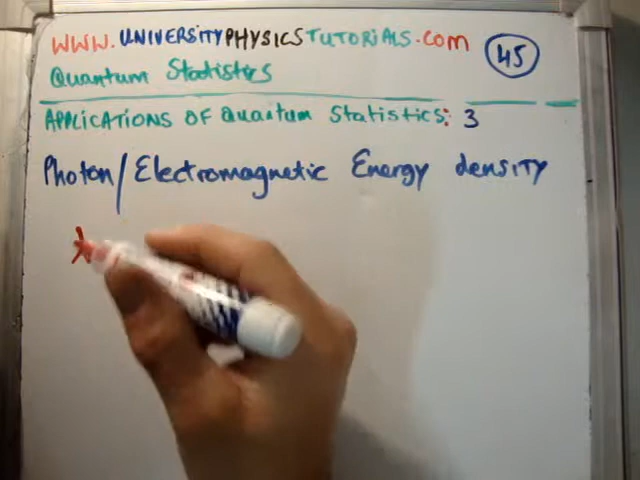 WWW.UNIVERSITYPHYSICSTUTORIALS.COM
45
Quantum Statistics
APPLICATIONS OF Quantum Statistics: 3
Photon/Electromagnetic Energy density